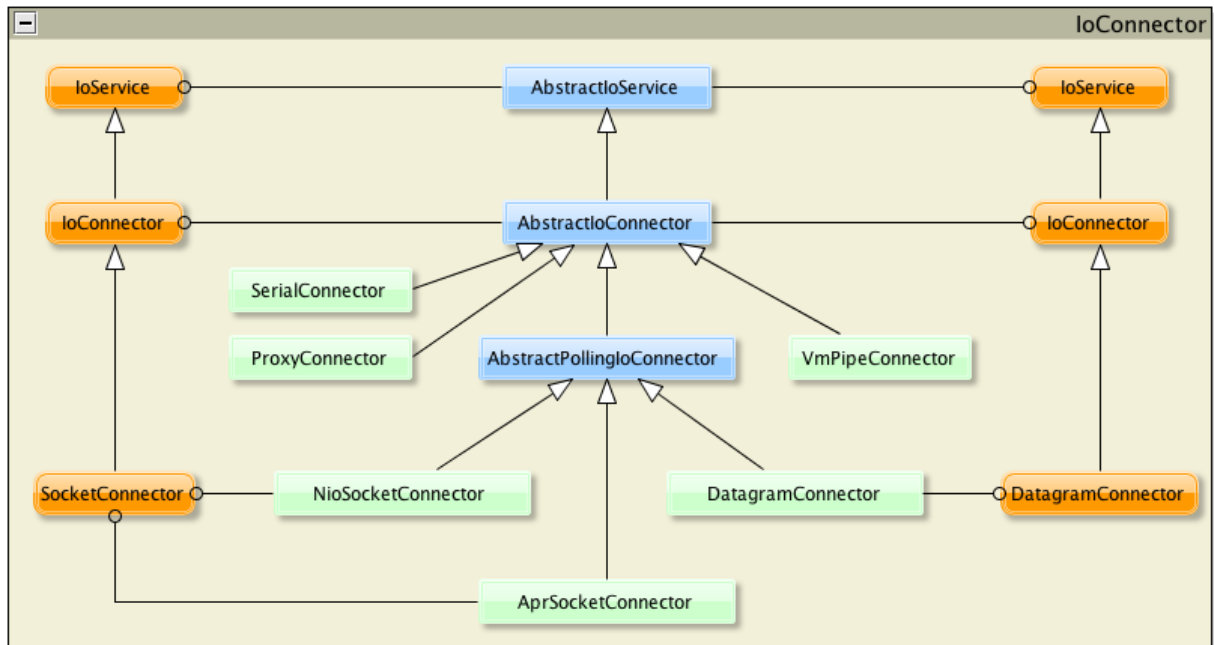 IoConnector
IoService
AbstractIoService
IoService
IoConnector
AbstractIoConnector
IoConnector
SerialConnector
ProxyConnector
AbstractPollingIoConnector
VmPipeConnector
SocketConnector
NioSocketConnector
DatagramConnector
DatagramConnector
AprSocketConnector